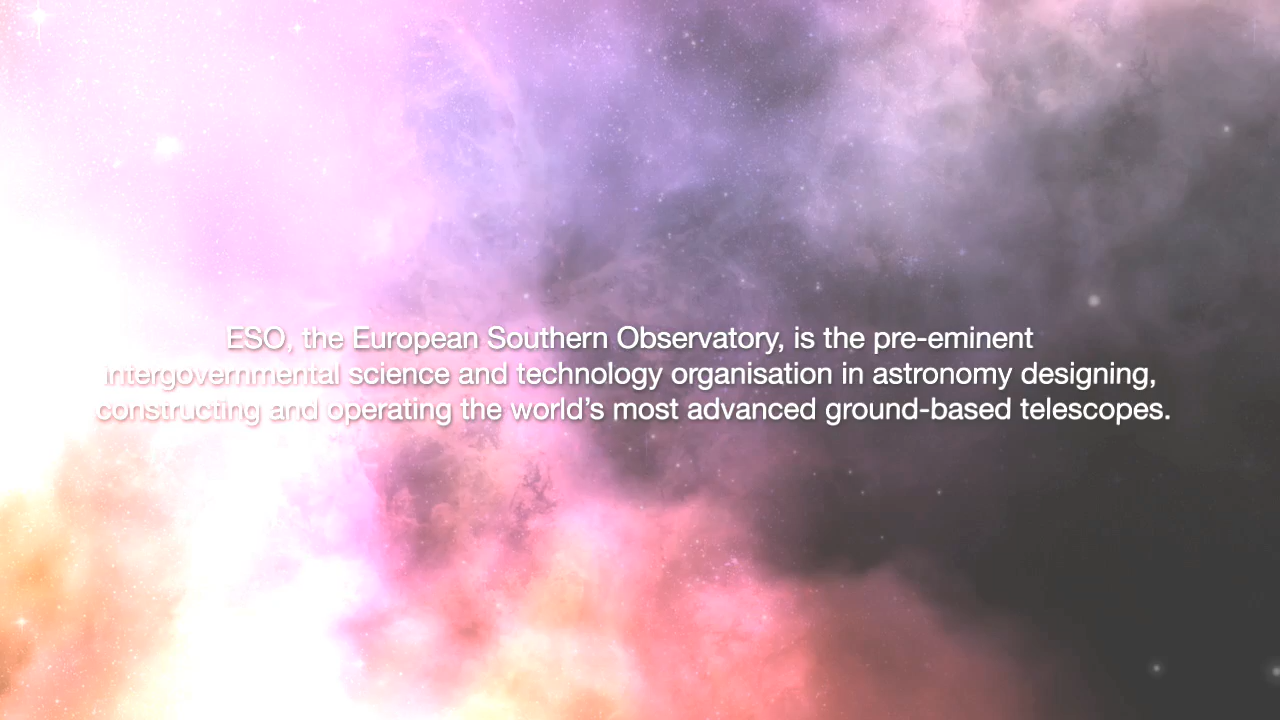 ESO, the European Southern Observatory, is the pre-eminent
intergovernmental science and technology organisation in astronomy designing,
constructing and operating the world’s most advanced ground-based telescopes.